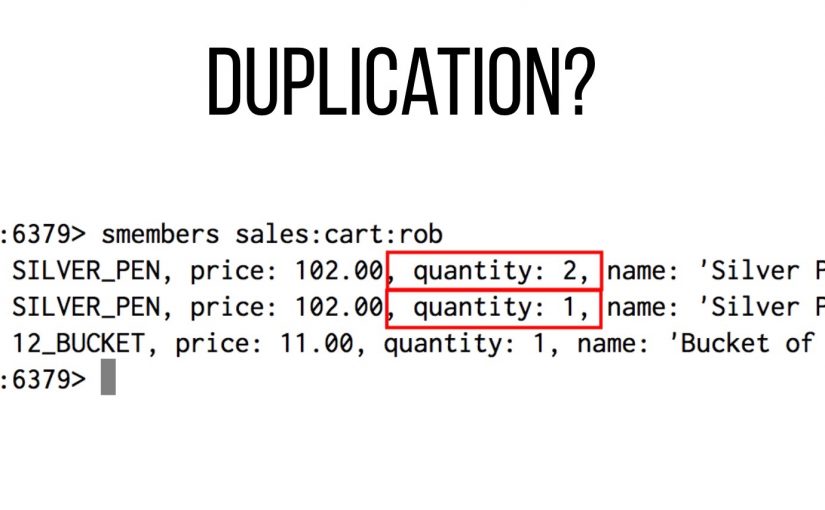 DUPLICATION?
:6379> smembers sales:cart:rob
SILVER_PEN, price: 102.00, quantity: 2, name: 'Silver P
SILVER_PEN, price: 102.00, quantity: 1, name: 'Silver P
12_BUCKET, price: 11.00, quantity: 1, name: 'Bucket of
:6379>